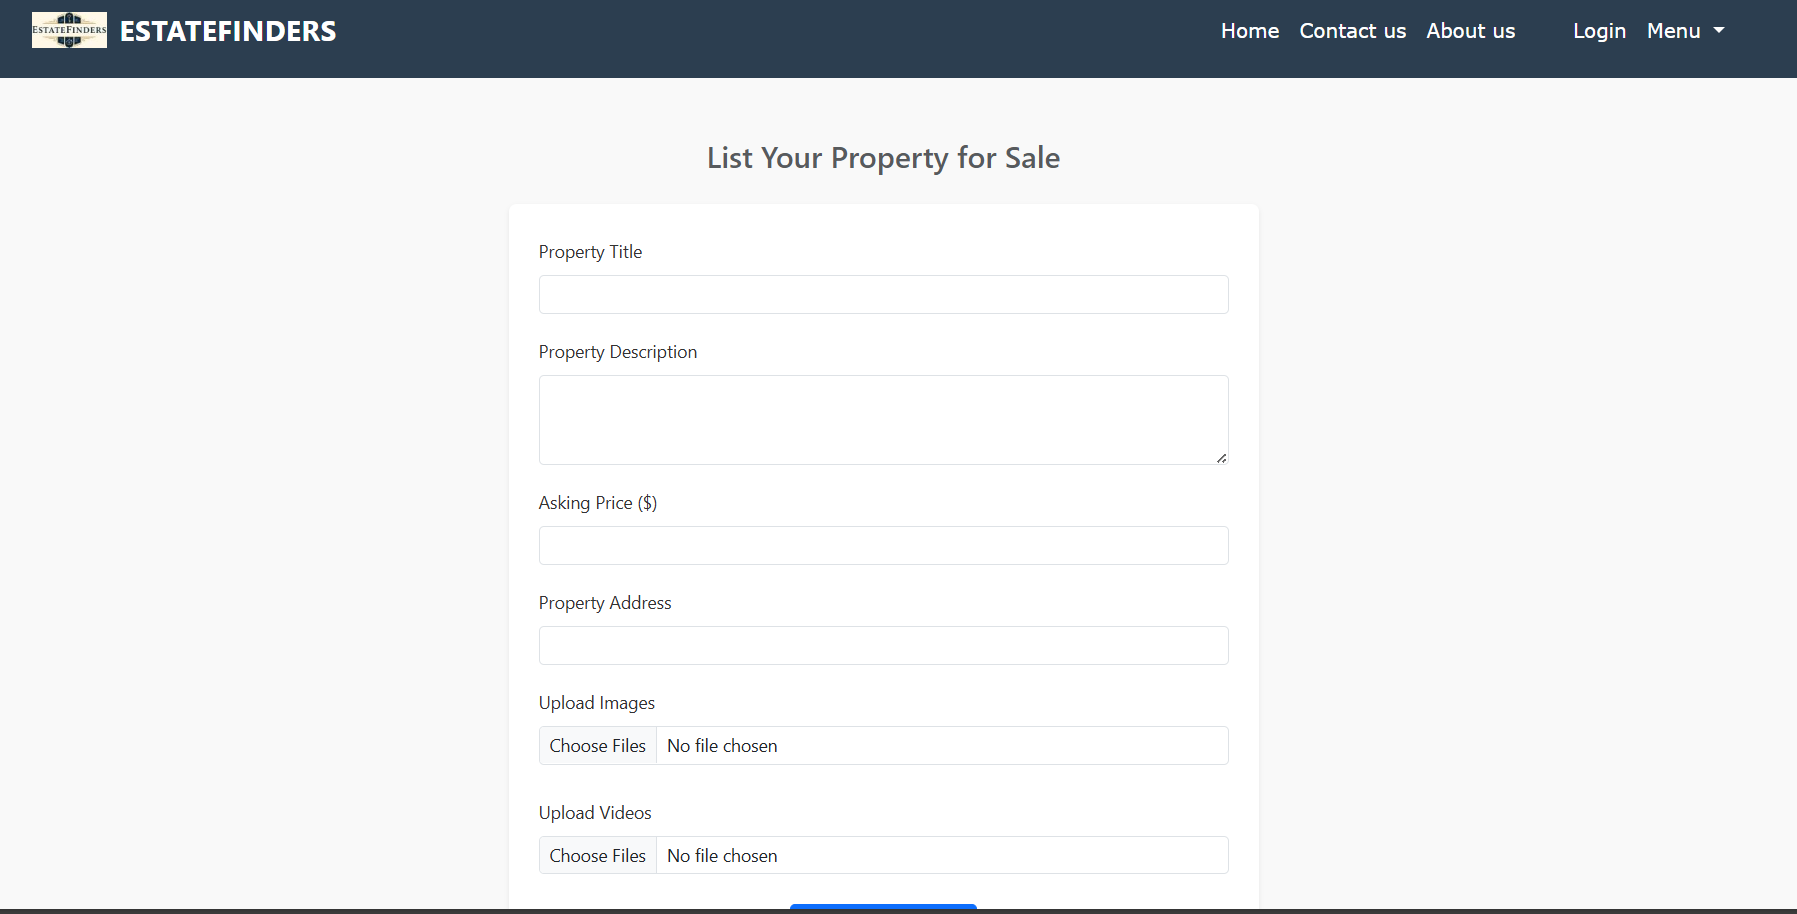 ESTATEFINDERS
ESTATEFINDERS
Home Contact us About us Login Menu
List Your Property for Sale
Property Title
Property Description
Asking Price ($)
Property Address
Upload Images
Choose Files No file chosen
Upload Videos
Choose Files No file chosen